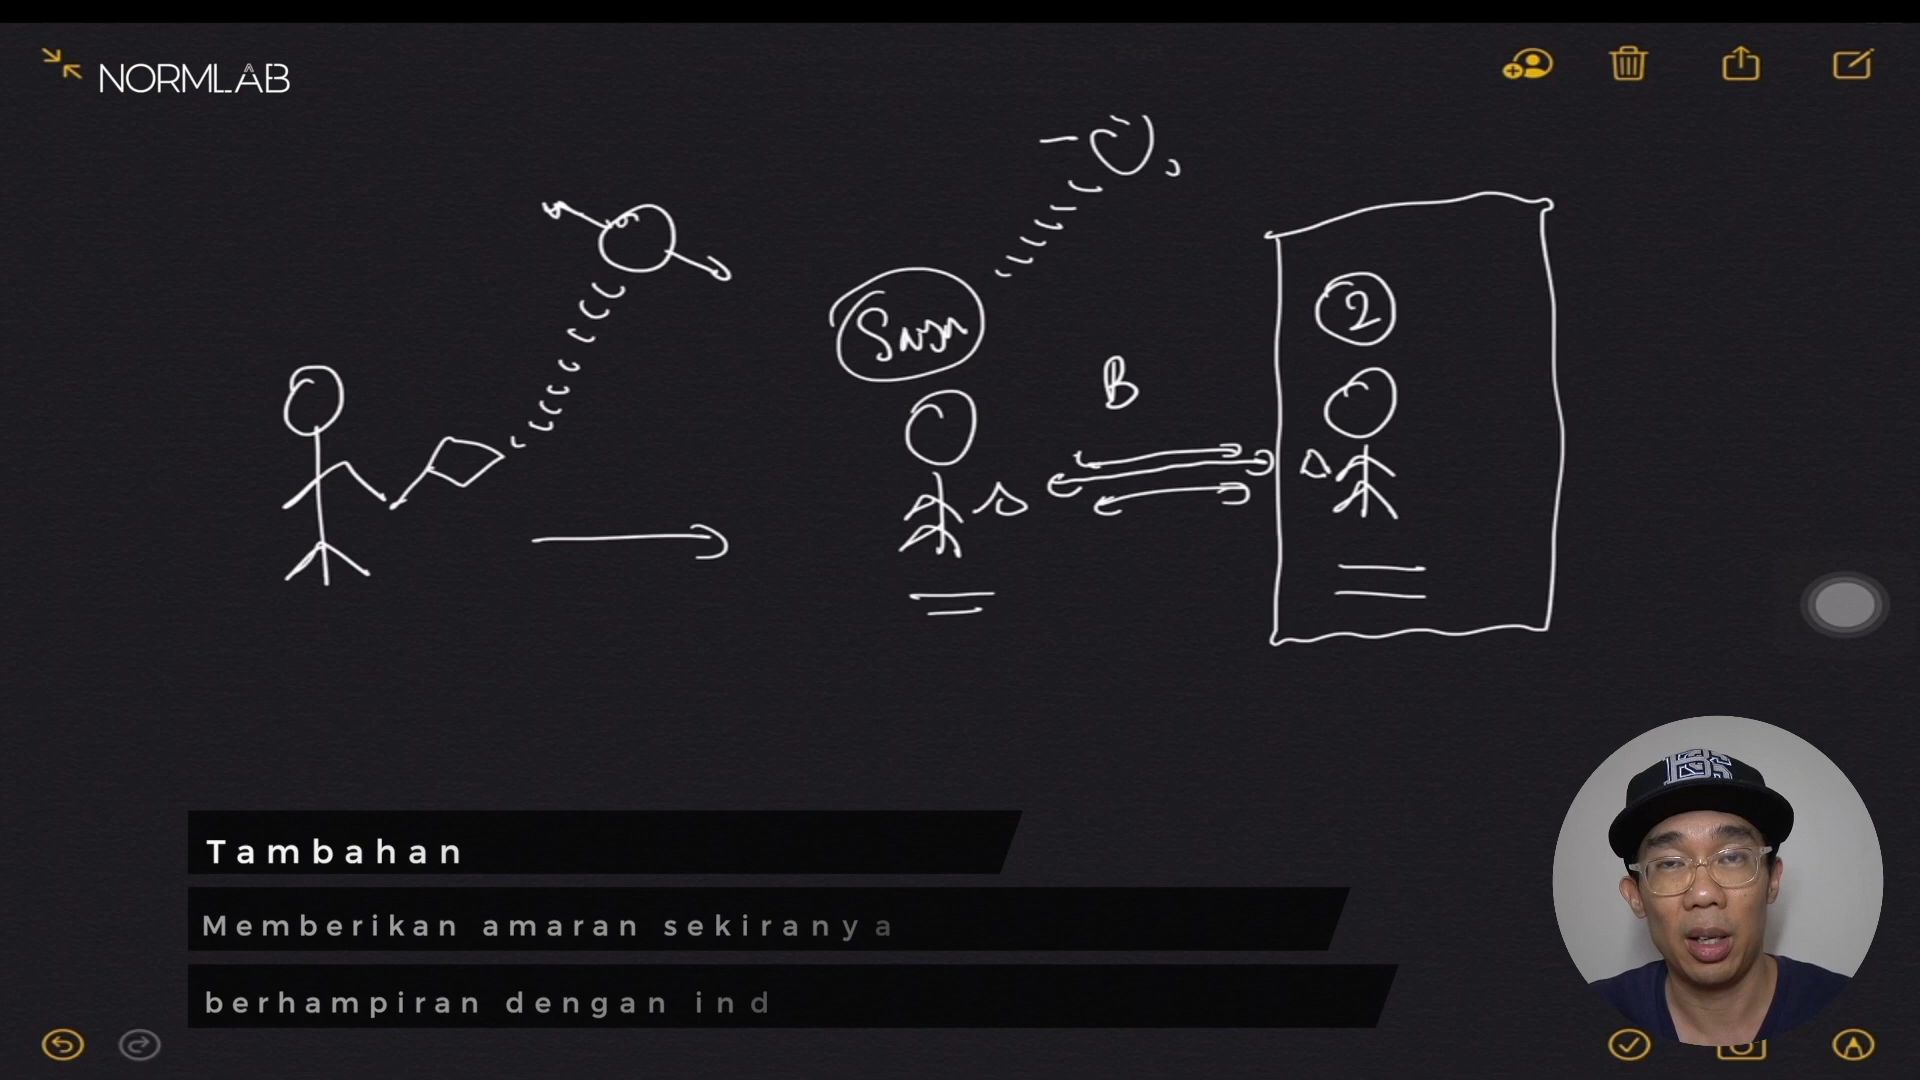 NORMLAB
B
2
Tambahan
Memberikan amaran sekiranya
berhampiran dengan ind